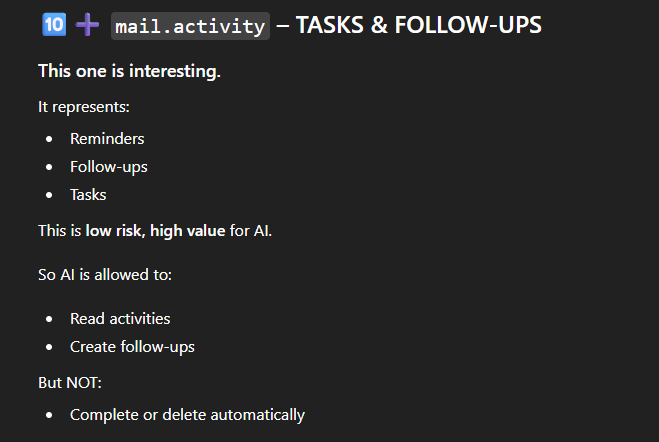 🔟 ➕ mail.activity – TASKS & FOLLOW-UPS
This one is interesting.
It represents:
• Reminders
• Follow-ups
• Tasks
This is low risk, high value for AI.
So AI is allowed to:
• Read activities
• Create follow-ups
But NOT:
• Complete or delete automatically